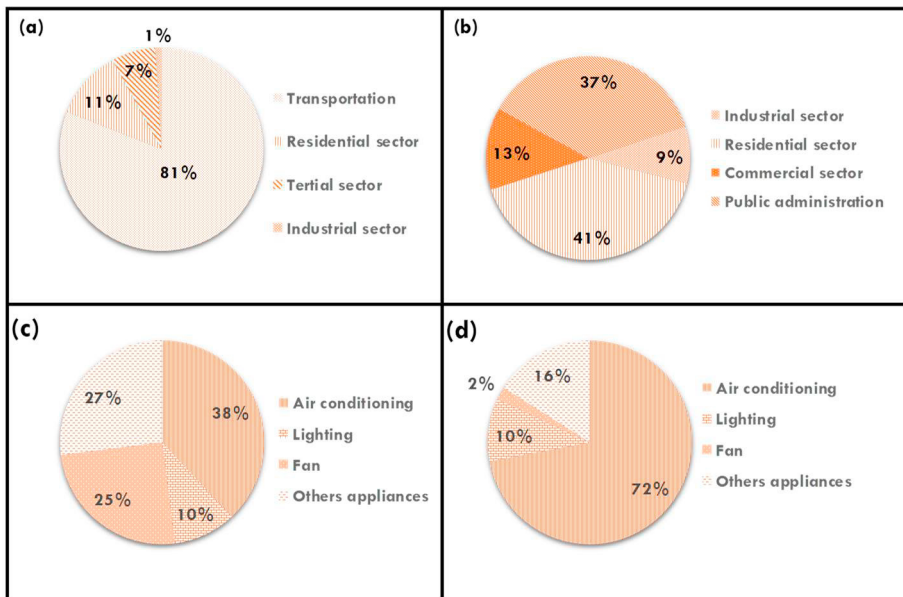 (a)
1%
7%
11%
81%
Transportation
Residential sector
Tertial sector
Industrial sector
(b)
37%
9%
13%
41%
Industrial sector
Residential sector
Commercial sector
Public administration
(c)
27%
38%
25%
10%
Air conditioning
Lighting
Fan
Others appliances
(d)
16%
2%
10%
72%
Air conditioning
Lighting
Fan
Others appliances